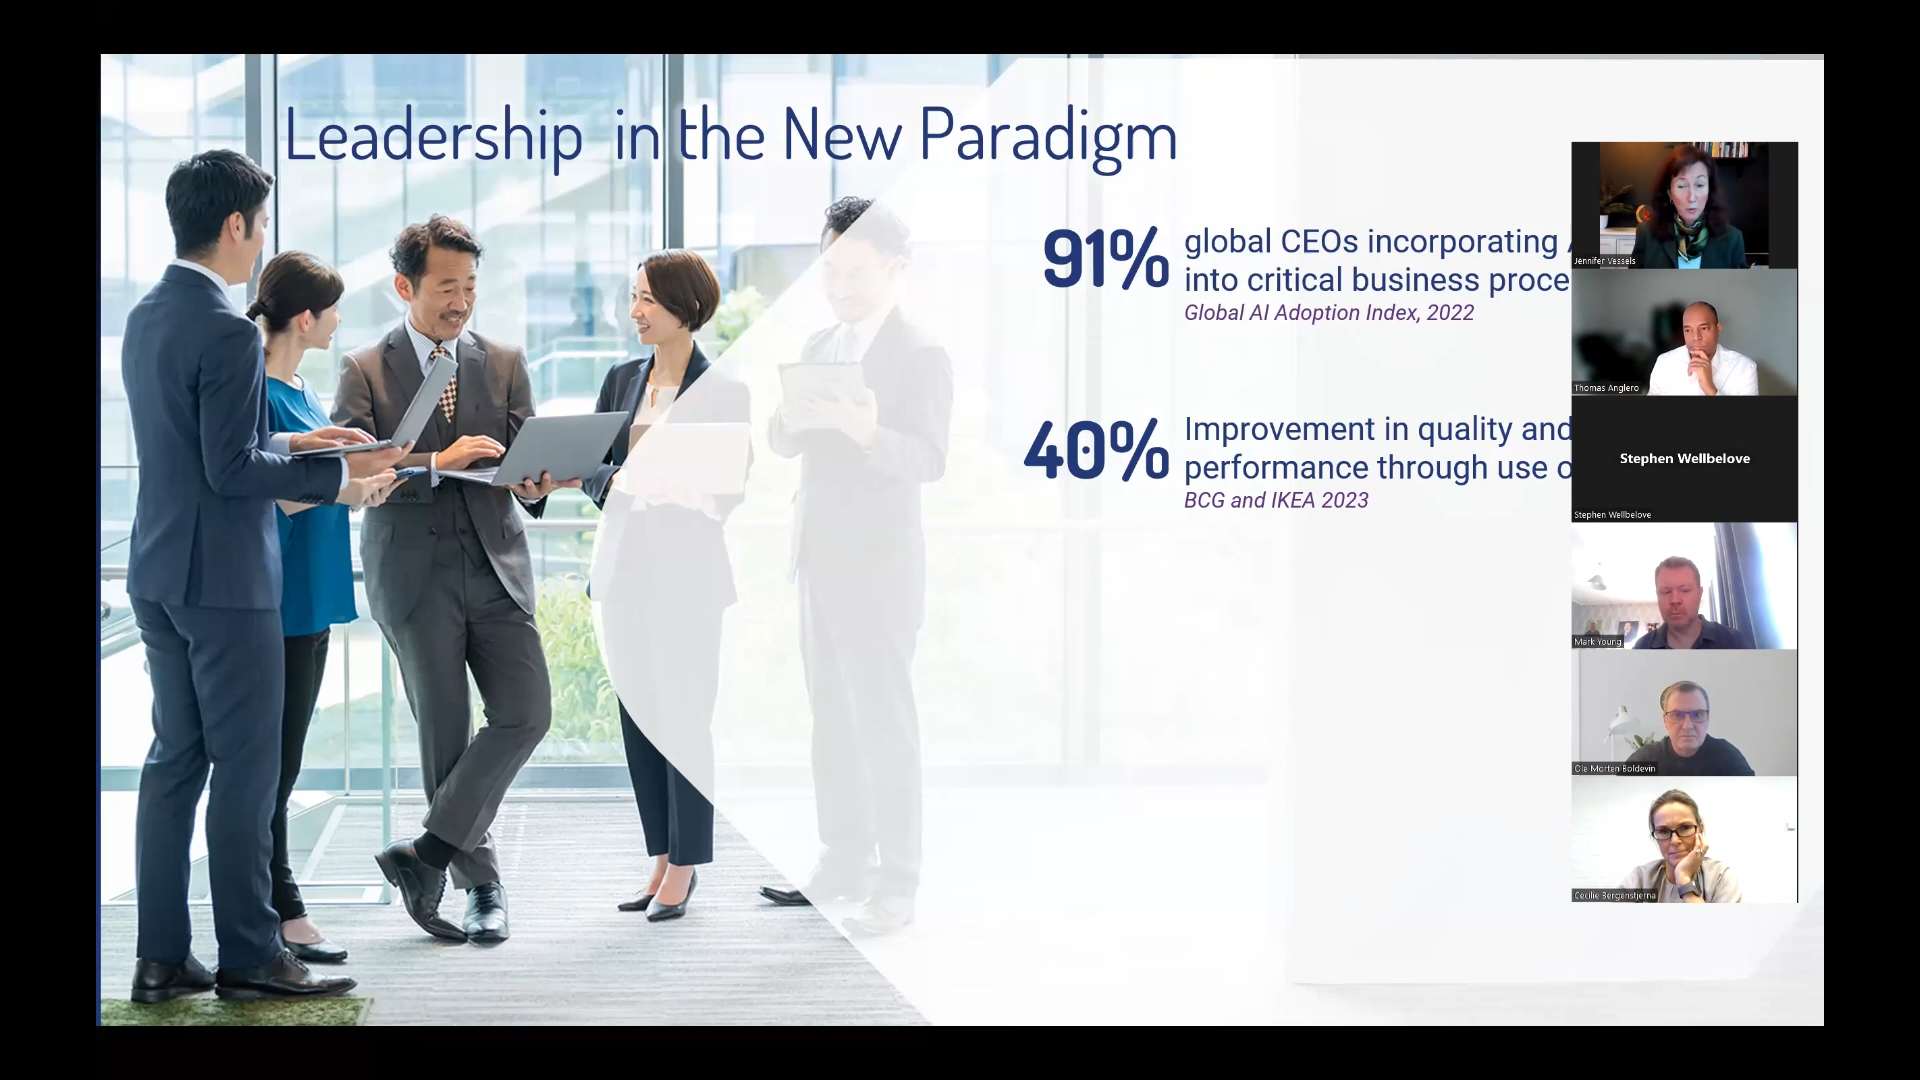 Leadership in the New Paradigm
91%
global CEOs incorporating
into critical business proce
Global AI Adoption Index, 2022
40%
Improvement in quality and
performance through use o
BCG and IKEA 2023
Jennifer Vessels
Thomas Anglero
Stephen Wellbelove
Stephen Wellbelove
Mark Young
Ole Morten Boldevin
Cecilie Bergenstjerna